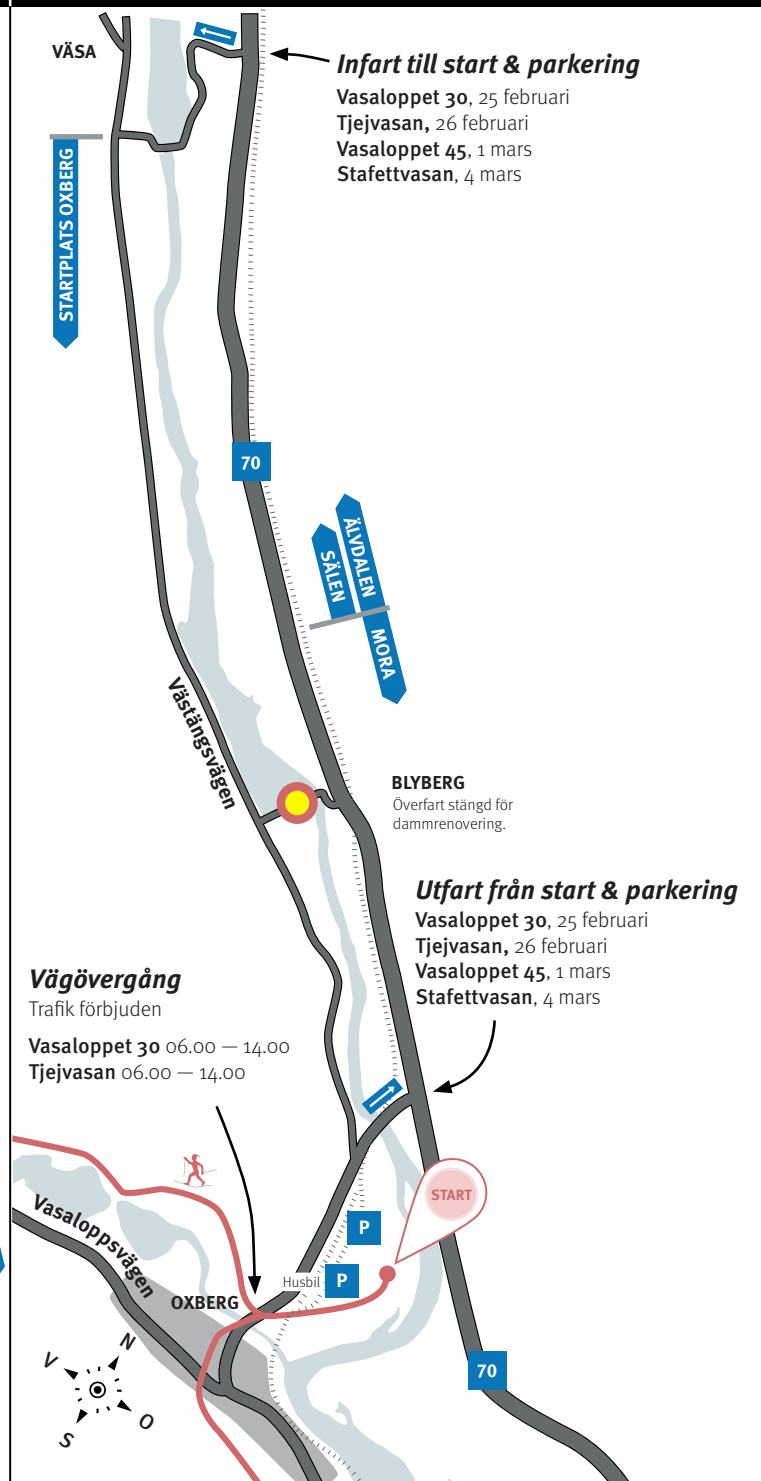 VÄSA
Infart till start & parkering
Vasaloppet 30, 25 februari
Tjejvasan, 26 februari
Vasaloppet 45, 1 mars
Stafettvasan, 4 mars
STARTPLATS OXBERG
70
ÄLVDALEN
SÄLEN
MORA
Västängsvägen
BLYBERG
Överfart stängd för
dammrenovering.
Utfart från start & parkering
Vasaloppet 30, 25 februari
Tjejvasan, 26 februari
Vasaloppet 45, 1 mars
Stafettvasan, 4 mars
Vägövergång
Trafik förbjuden
Vasaloppet 30 06.00 — 14.00
Tjejvasan 06.00 — 14.00
START
Vasaloppsvägen
P
Husbil P
OXBERG
70
N
V
O
S